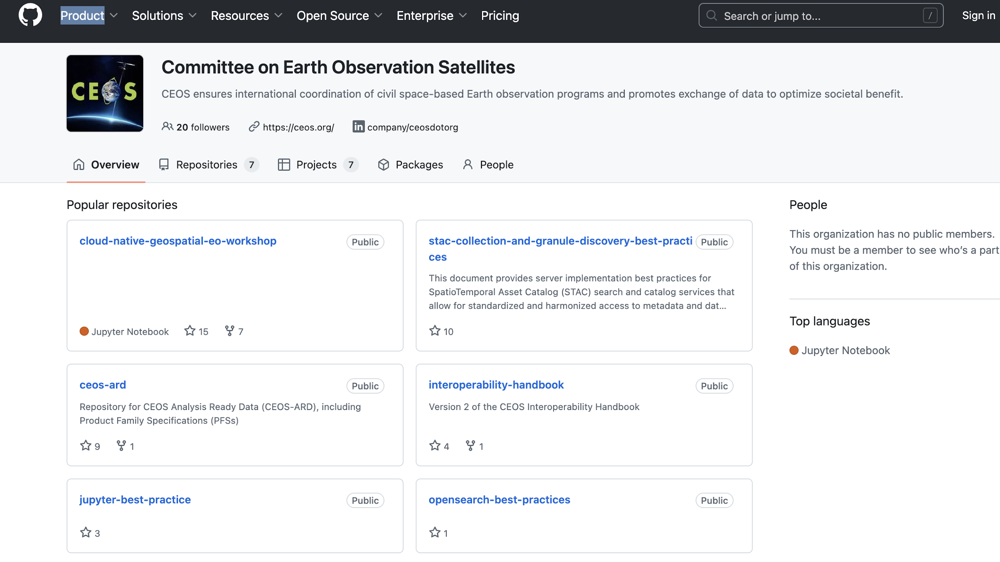 Product Solutions Resources Open Source Enterprise Pricing Search or jump to... / Sign in
CEOS
Committee on Earth Observation Satellites
CEOS ensures international coordination of civil space-based Earth observation programs and promotes exchange of data to optimize societal benefit.
20 followers https://ceos.org/ in company/ceosdotorg
Overview Repositories 7 Projects 7 Packages People
Popular repositories
cloud-native-geospatial-eo-workshop Public
Jupyter Notebook 15 7
stac-collection-and-granule-discovery-best-practi Public
ces
This document provides server implementation best practices for
SpatioTemporal Asset Catalog (STAC) search and catalog services that
allow for standardized and harmonized access to metadata and dat...
10
ceos-ard Public
Repository for CEOS Analysis Ready Data (CEOS-ARD), including
Product Family Specifications (PFSs)
9 1
interoperability-handbook Public
Version 2 of the CEOS Interoperability Handbook
4 1
jupyter-best-practice Public
3
opensearch-best-practices Public
1
People
This organization has no public members.
You must be a member to see who’s a part
of this organization.
Top languages
Jupyter Notebook